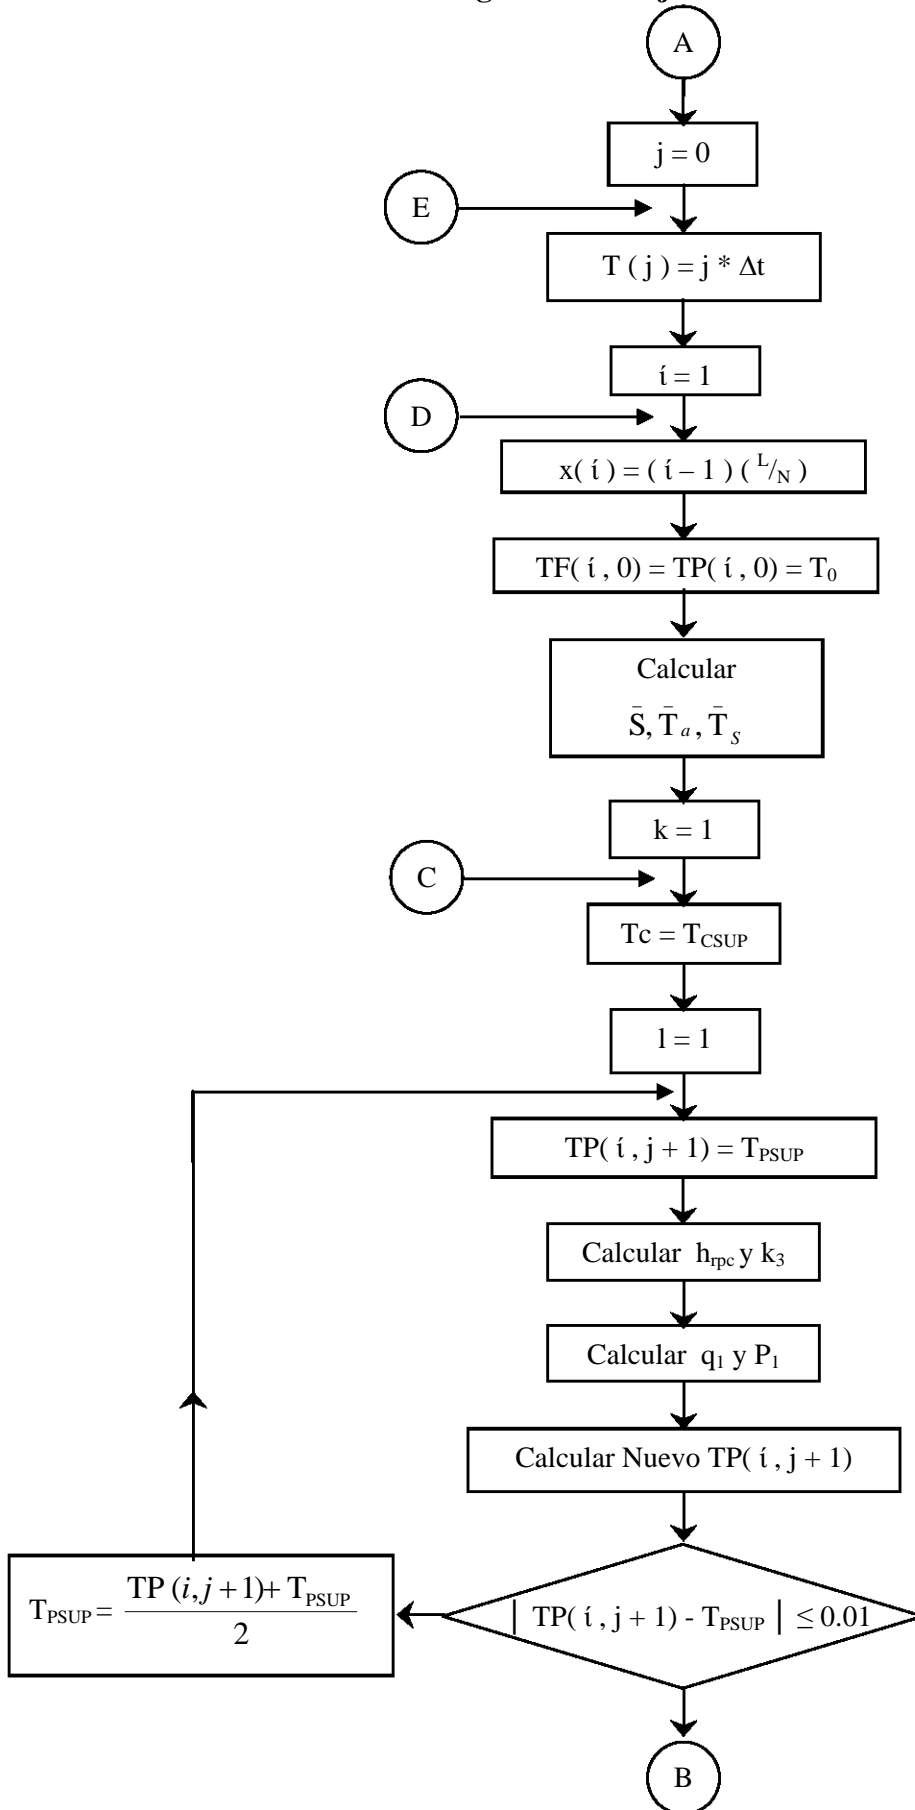 A
j = 0
E
T ( j ) = j * Δt
í = 1
D
x( í ) = ( í – 1 ) ( L/N )
TF( í , 0) = TP( í , 0) = T0
Calcular
S̄, T̄a, T̄S
k = 1
C
Tc = TCSUP
l = 1
TP( í , j + 1) = TPSUP
Calcular hrpc y k3
Calcular q1 y P1
Calcular Nuevo TP( í , j + 1)
TPSUP = TP (i, j + 1) + TPSUP / 2
| TP( í , j + 1) - TPSUP | ≤ 0.01
B